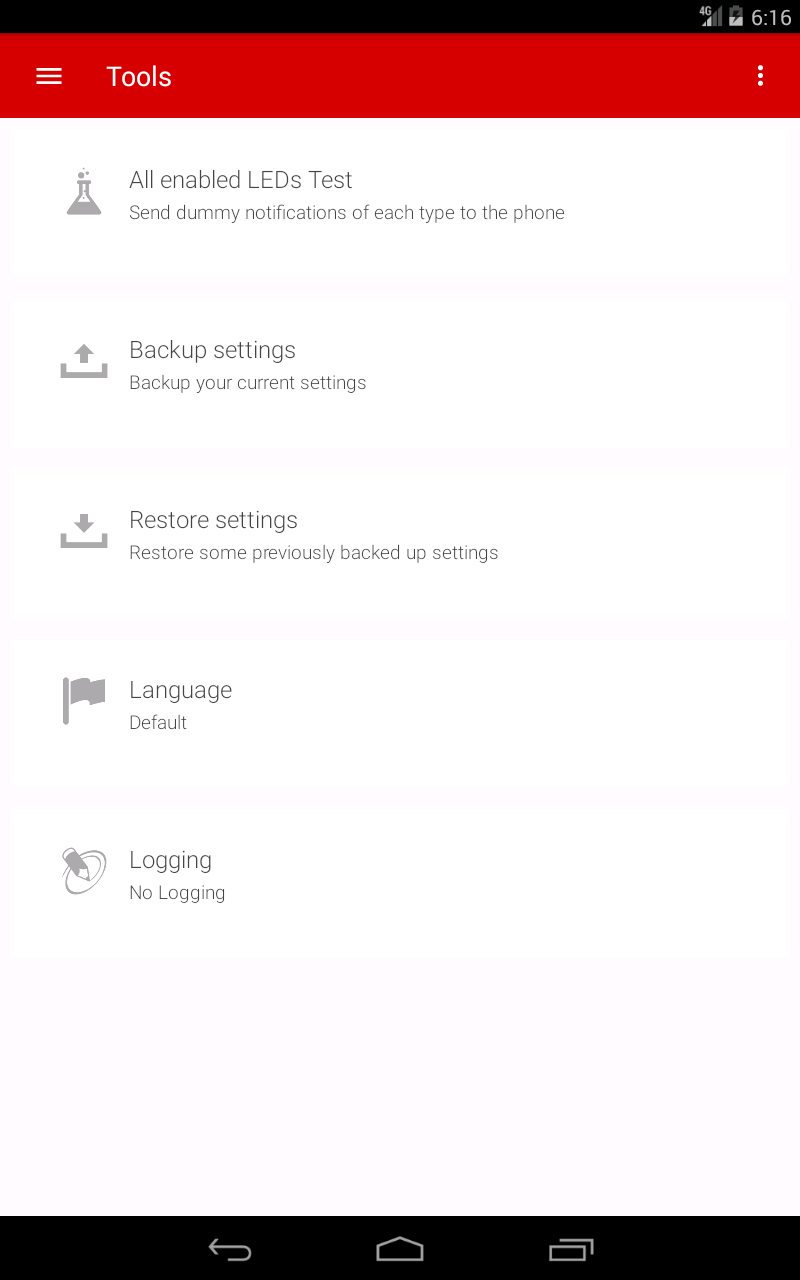 4G 6:16
Tools
All enabled LEDs Test
Send dummy notifications of each type to the phone
Backup settings
Backup your current settings
Restore settings
Restore some previously backed up settings
Language
Default
Logging
No Logging